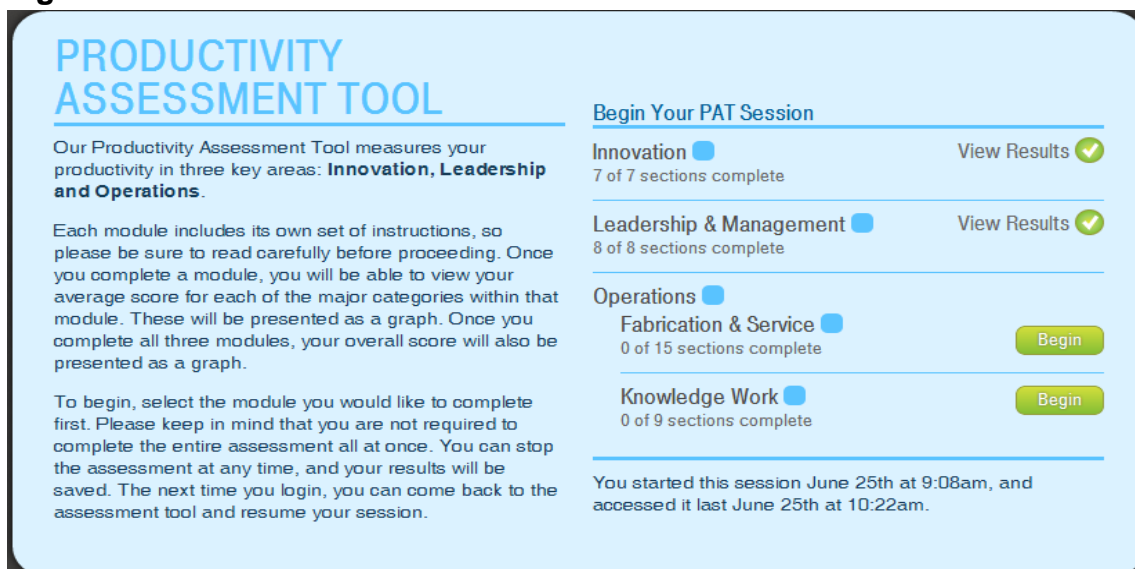 PRODUCTIVITY
ASSESSMENT TOOL
Our Productivity Assessment Tool measures your
productivity in three key areas: Innovation, Leadership
and Operations.
Each module includes its own set of instructions, so
please be sure to read carefully before proceeding. Once
you complete a module, you will be able to view your
average score for each of the major categories within that
module. These will be presented as a graph. Once you
complete all three modules, your overall score will also be
presented as a graph.
To begin, select the module you would like to complete
first. Please keep in mind that you are not required to
complete the entire assessment all at once. You can stop
the assessment at any time, and your results will be
saved. The next time you login, you can come back to the
assessment tool and resume your session.
Begin Your PAT Session
Innovation View Results
7 of 7 sections complete
Leadership & Management View Results
8 of 8 sections complete
Operations
Fabrication & Service
0 of 15 sections complete Begin
Knowledge Work Begin
0 of 9 sections complete
You started this session June 25th at 9:08am, and
accessed it last June 25th at 10:22am.